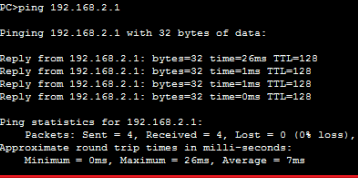 PC>ping 192.168.2.1
Pinging 192.168.2.1 with 32 bytes of data:
Reply from 192.168.2.1: bytes=32 time=26ms TTL=128
Reply from 192.168.2.1: bytes=32 time=1ms TTL=128
Reply from 192.168.2.1: bytes=32 time=1ms TTL=128
Reply from 192.168.2.1: bytes=32 time=0ms TTL=128
Ping statistics for 192.168.2.1:
    Packets: Sent = 4, Received = 4, Lost = 0 (0% loss),
Approximate round trip times in milli-seconds:
    Minimum = 0ms, Maximum = 26ms, Average = 7ms